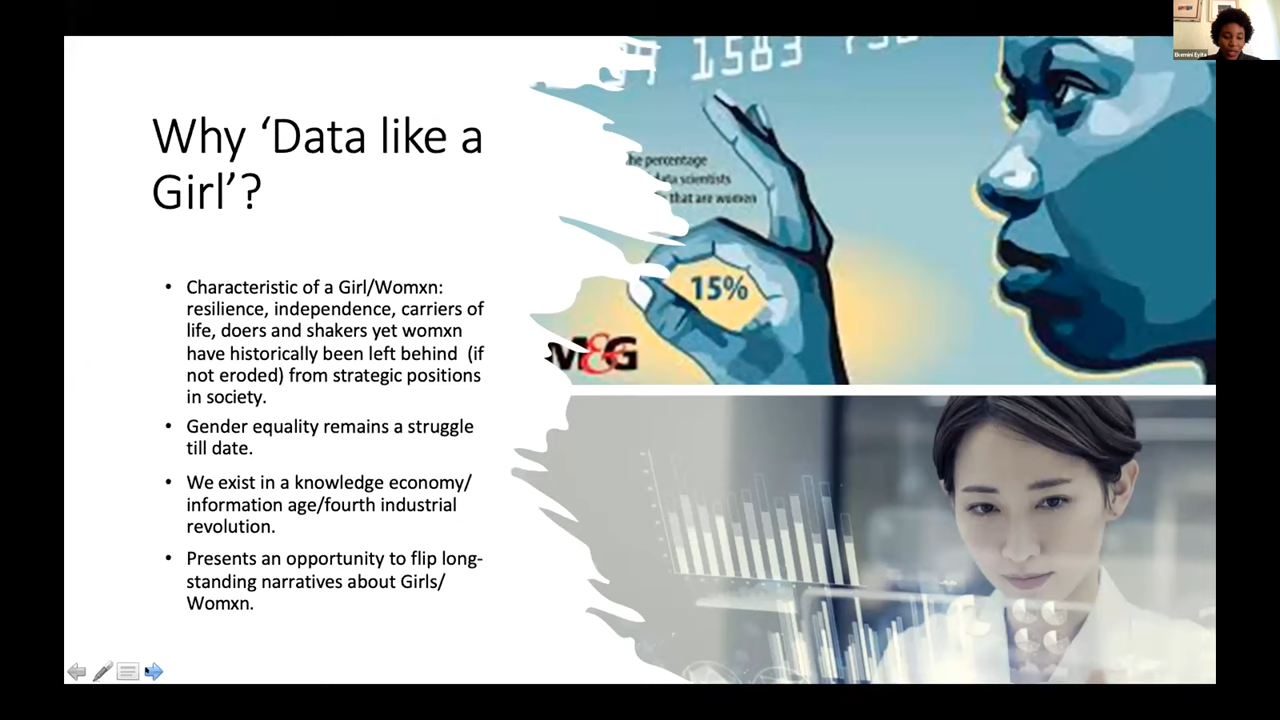 Why ‘Data like a
Girl’?
• Characteristic of a Girl/Womxn:
resilience, independence, carriers of
life, doers and shakers yet womxn
have historically been left behind (if
not eroded) from strategic positions
in society.
• Gender equality remains a struggle
till date.
• We exist in a knowledge economy/
information age/fourth industrial
revolution.
• Presents an opportunity to flip long-
standing narratives about Girls/
Womxn.
1583
he percentage
data scientists
that are women
15%
M&G